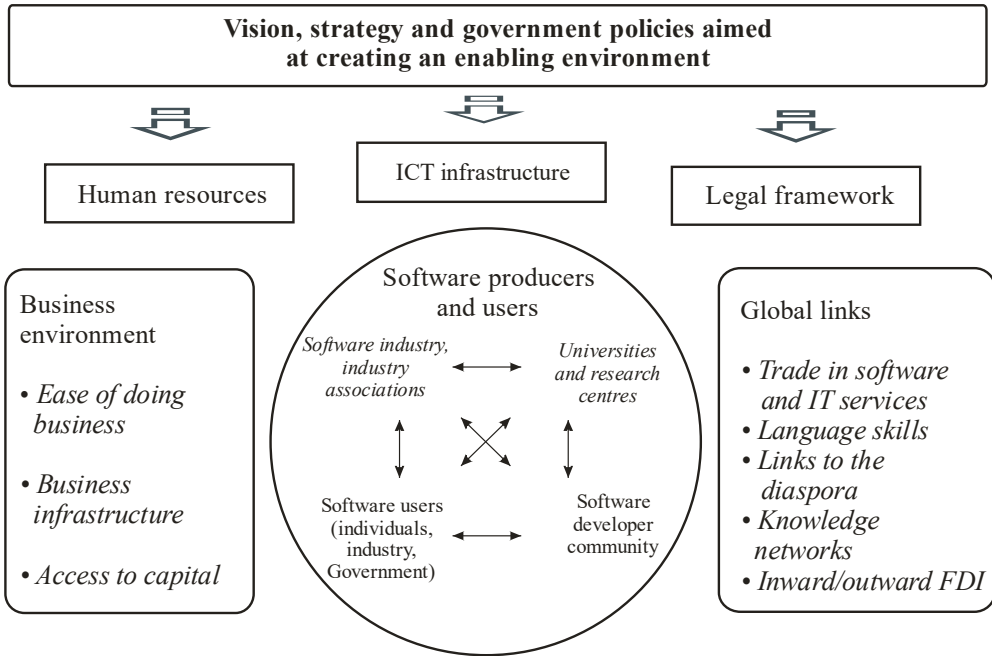 Vision, strategy and government policies aimed
at creating an enabling environment
Human resources
ICT infrastructure
Legal framework
Business
environment
• Ease of doing
business
• Business
infrastructure
• Access to capital
Software producers
and users
Software industry,
industry
associations
Universities
and research
centres
Software users
(individuals,
industry,
Government)
Software
developer
community
Global links
• Trade in software
and IT services
• Language skills
• Links to the
diaspora
• Knowledge
networks
• Inward/outward FDI